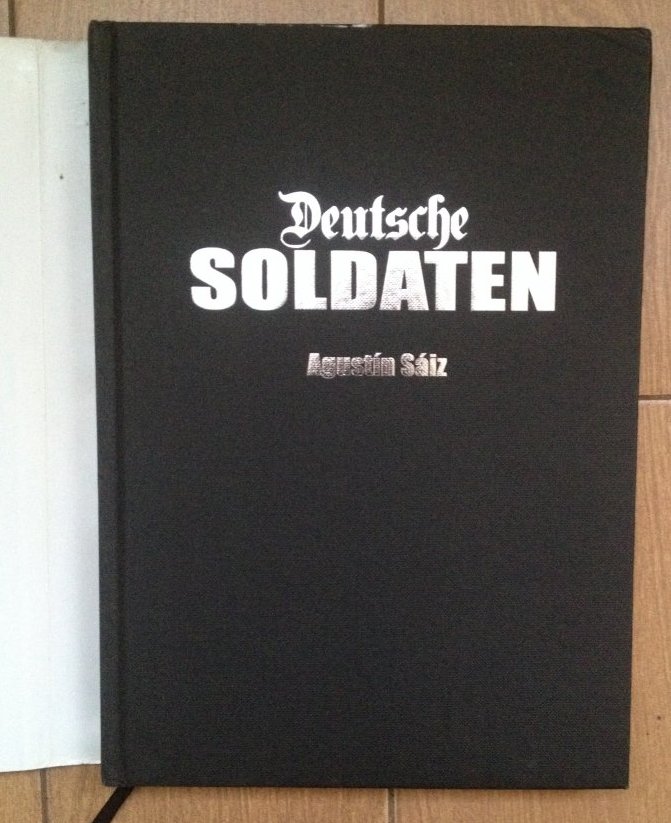 Deutsche
SOLDATEN
Agustín Sáiz